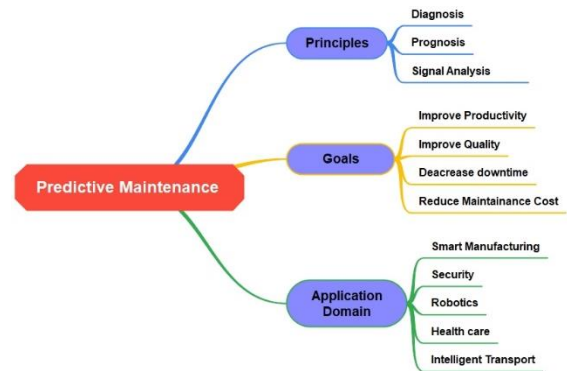 Predictive Maintenance
Principles
Diagnosis
Prognosis
Signal Analysis
Goals
Improve Productivity
Improve Quality
Deacrease downtime
Reduce Maintainance Cost
Application
Domain
Smart Manufacturing
Security
Robotics
Health care
Intelligent Transport